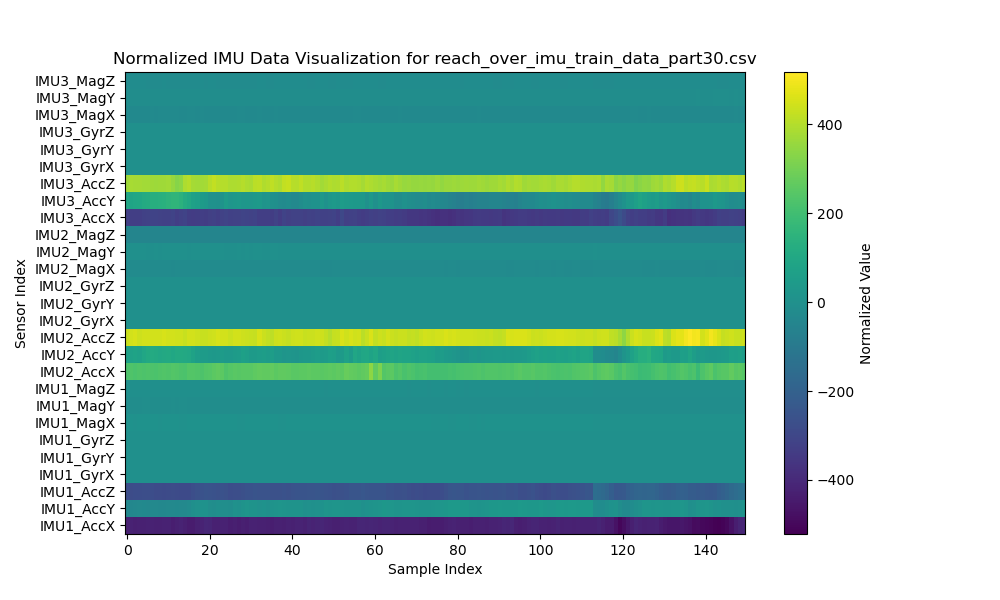 Normalized IMU Data Visualization for reach_over_imu_train_data_part30.csv
IMU3_MagZ
IMU3_MagY
IMU3_MagX
IMU3_GyrZ
IMU3_GyrY
IMU3_GyrX
IMU3_AccZ
IMU3_AccY
IMU3_AccX
IMU2_MagZ
IMU2_MagY
IMU2_MagX
IMU2_GyrZ
IMU2_GyrY
IMU2_GyrX
IMU2_AccZ
IMU2_AccY
IMU2_AccX
IMU1_MagZ
IMU1_MagY
IMU1_MagX
IMU1_GyrZ
IMU1_GyrY
IMU1_GyrX
IMU1_AccZ
IMU1_AccY
IMU1_AccX
Sensor Index
0 20 40 60 80 100 120 140
Sample Index
400
200
0
−200
−400
Normalized Value